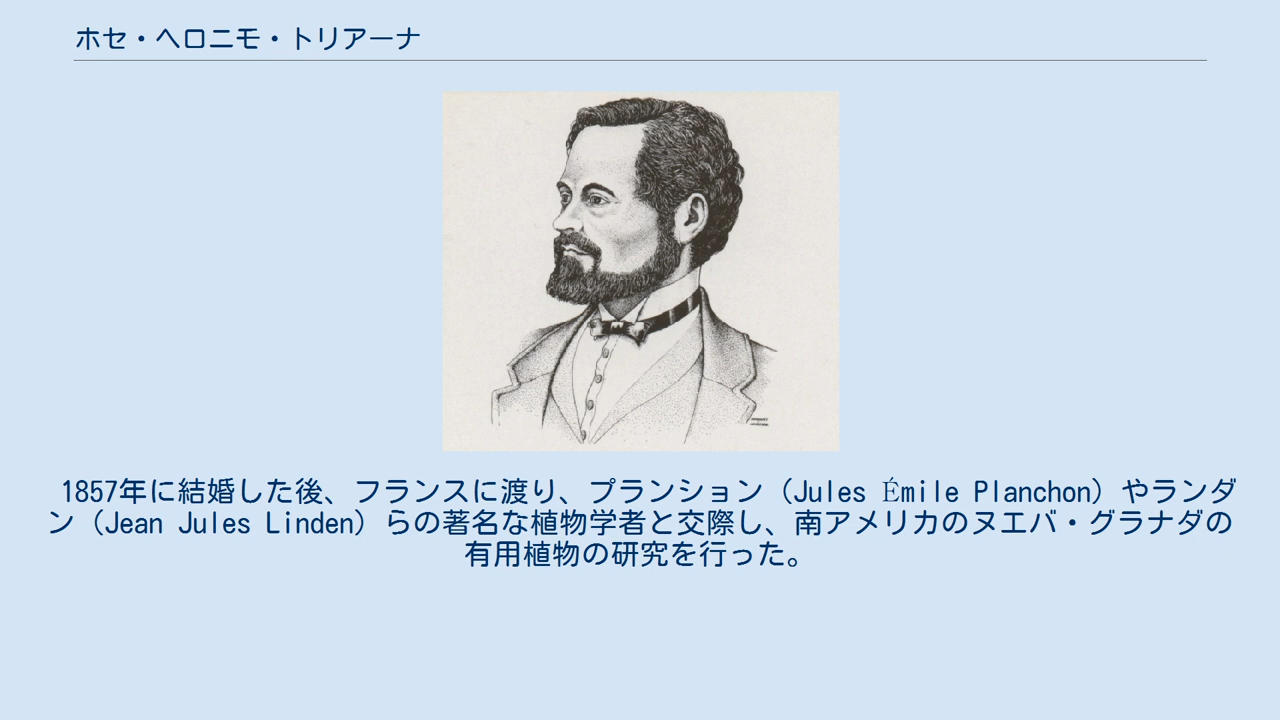 ホセ・ヘロニモ・トリアーナ
1857年に結婚した後、フランスに渡り、プランション（Jules Émile Planchon）やランダ
ン（Jean Jules Linden）らの著名な植物学者と交際し、南アメリカのヌエバ・グラナダの
有用植物の研究を行った。